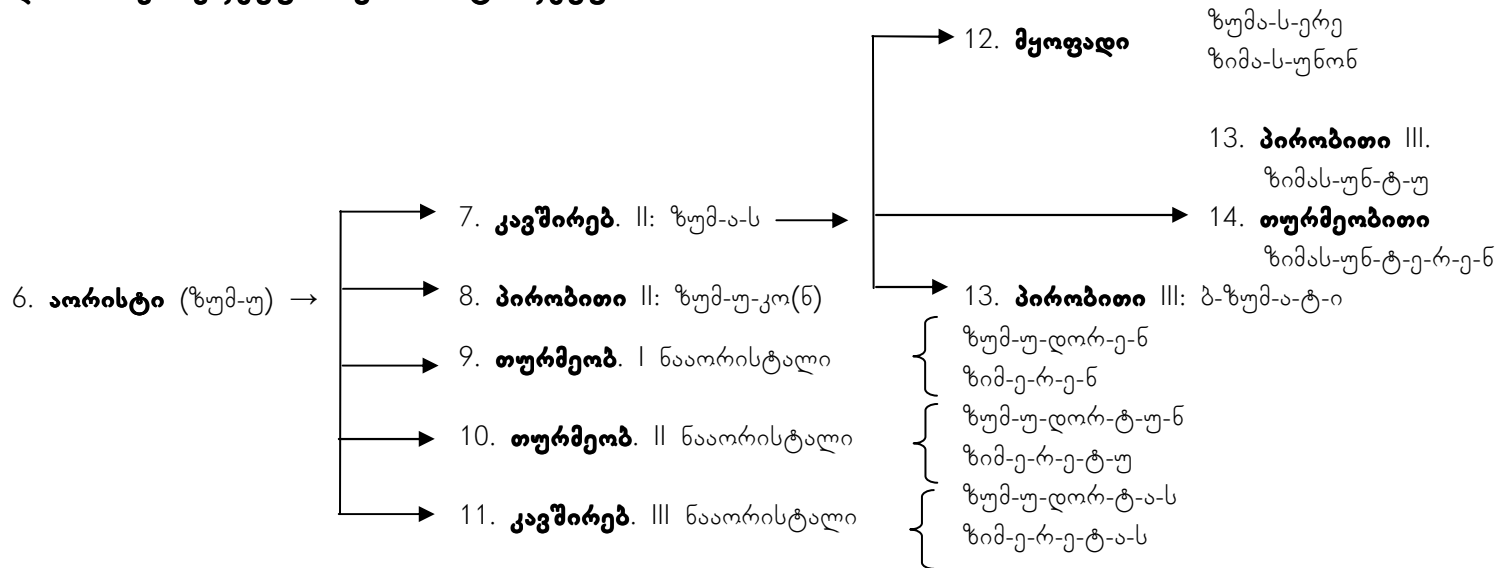 12. მყოფადი
ზუმა-ს-ერე
ზიმა-ს-უნონ
13. პირობითი III.
ზიმას-უნ-ტ-უ
7. კავშირებ. II: ზუმ-ა-ს
14. თურმეობითი
ზიმას-უნ-ტ-ე-რ-ე-ნ
6. აორისტი (ზუმ-უ) →
8. პირობითი II: ზუმ-უ-კო(ნ)
13. პირობითი III: ბ-ზუმ-ა-ტ-ი
9. თურმეობ. I ნააორისტალი
ზუმ-უ-დორ-ე-ნ
ზიმ-ე-რ-ე-ნ
10. თურმეობ. II ნააორისტალი
ზუმ-უ-დორ-ტ-უ-ნ
ზიმ-ე-რ-ე-ტ-უ
11. კავშირებ. III ნააორისტალი
ზუმ-უ-დორ-ტ-ა-ს
ზიმ-ე-რ-ე-ტ-ა-ს